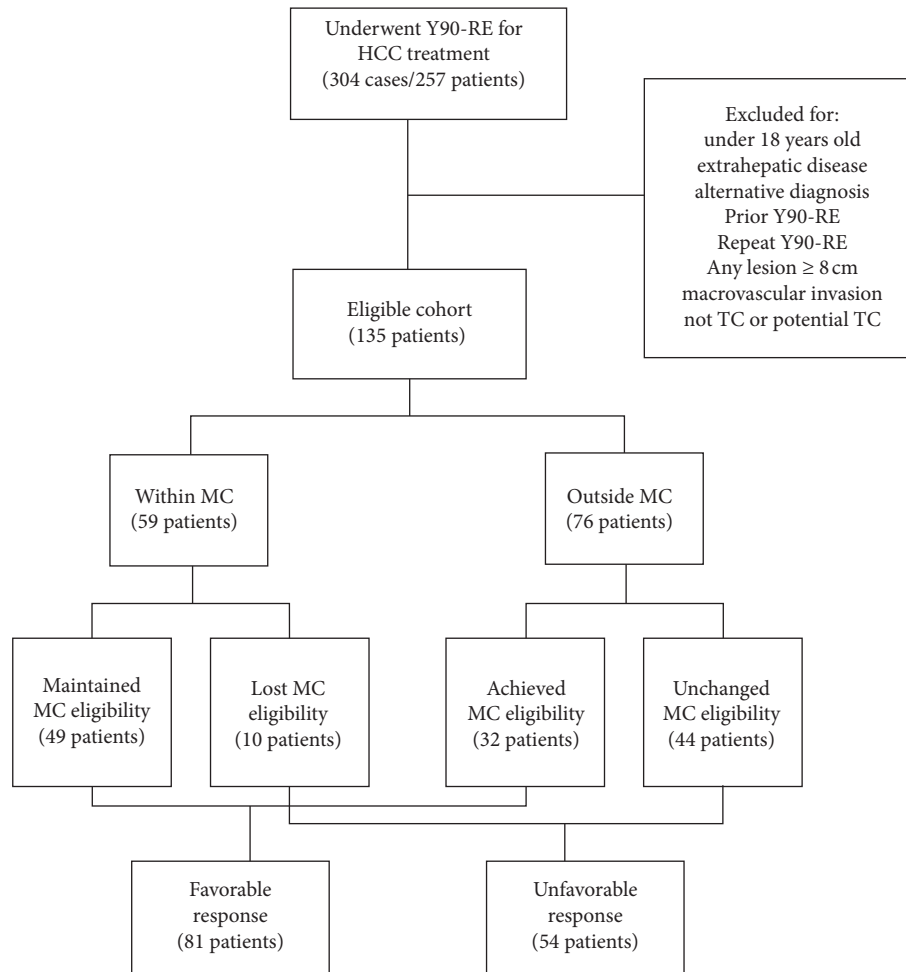 Underwent Y90-RE for
HCC treatment
(304 cases/257 patients)
Excluded for:
under 18 years old
extrahepatic disease
alternative diagnosis
Prior Y90-RE
Repeat Y90-RE
Any lesion ≥ 8 cm
macrovascular invasion
not TC or potential TC
Eligible cohort
(135 patients)
Within MC
(59 patients)
Outside MC
(76 patients)
Maintained
MC eligibility
(49 patients)
Lost MC
eligibility
(10 patients)
Achieved
MC eligibility
(32 patients)
Unchanged
MC eligibility
(44 patients)
Favorable
response
(81 patients)
Unfavorable
response
(54 patients)